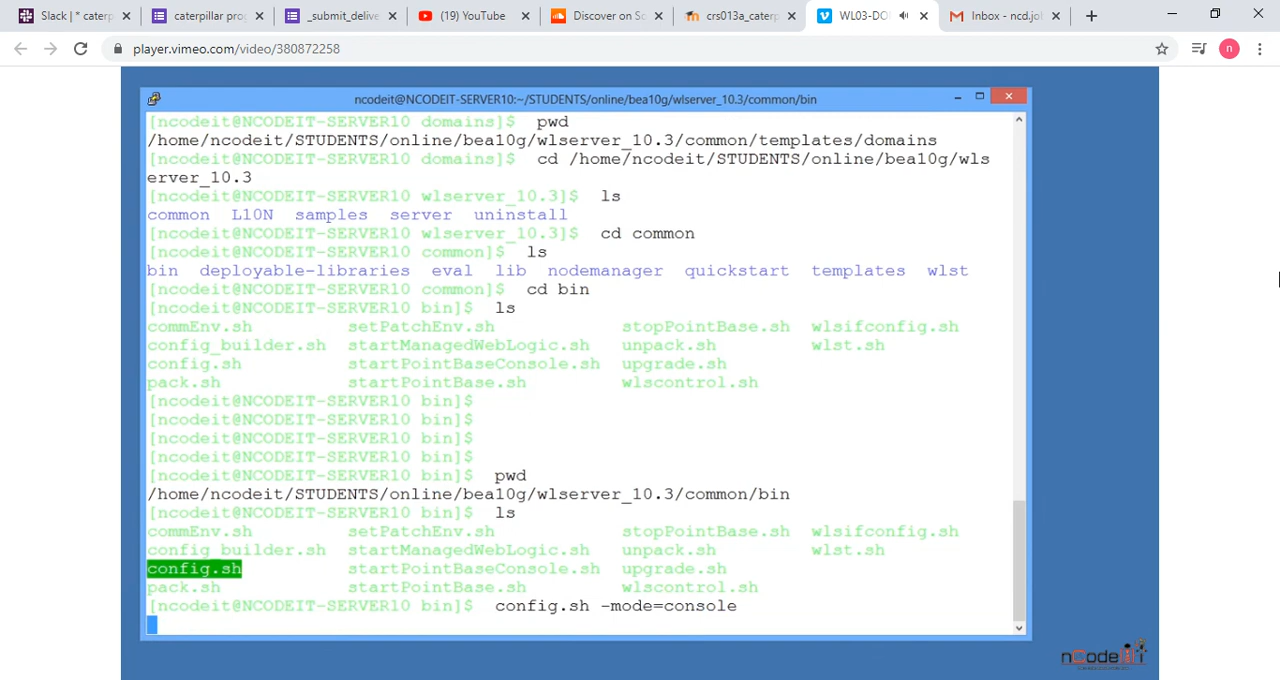 Slack | * caterp
caterpillar prog
_submit_delive
(19) YouTube
Discover on So
crs013a_caterp
WL03-DO
Inbox - ncd.jo
player.vimeo.com/video/380872258
n
ncodeit@NCODEIT-SERVER10:~/STUDENTS/online/bea10g/wlserver_10.3/common/bin
[ncodeit@NCODEIT-SERVER10 domains]$ pwd
/home/ncodeit/STUDENTS/online/bea10g/wlserver_10.3/common/templates/domains
[ncodeit@NCODEIT-SERVER10 domains]$ cd /home/ncodeit/STUDENTS/online/bea10g/wls
erver_10.3
[ncodeit@NCODEIT-SERVER10 wlserver_10.3]$ ls
common L10N samples server uninstall
[ncodeit@NCODEIT-SERVER10 wlserver_10.3]$ cd common
[ncodeit@NCODEIT-SERVER10 common]$ ls
bin deployable-libraries eval lib nodemanager quickstart templates wlst
[ncodeit@NCODEIT-SERVER10 common]$ cd bin
[ncodeit@NCODEIT-SERVER10 bin]$ ls
commEnv.sh setPatchEnv.sh stopPointBase.sh wlsifconfig.sh
config_builder.sh startManagedWebLogic.sh unpack.sh wlst.sh
config.sh startPointBaseConsole.sh upgrade.sh
pack.sh startPointBase.sh wlscontrol.sh
[ncodeit@NCODEIT-SERVER10 bin]$
[ncodeit@NCODEIT-SERVER10 bin]$
[ncodeit@NCODEIT-SERVER10 bin]$
[ncodeit@NCODEIT-SERVER10 bin]$
[ncodeit@NCODEIT-SERVER10 bin]$ pwd
/home/ncodeit/STUDENTS/online/bea10g/wlserver_10.3/common/bin
[ncodeit@NCODEIT-SERVER10 bin]$ ls
commEnv.sh setPatchEnv.sh stopPointBase.sh wlsifconfig.sh
config_builder.sh startManagedWebLogic.sh unpack.sh wlst.sh
config.sh startPointBaseConsole.sh upgrade.sh
pack.sh startPointBase.sh wlscontrol.sh
[ncodeit@NCODEIT-SERVER10 bin]$ config.sh -mode=console
nCodeiT